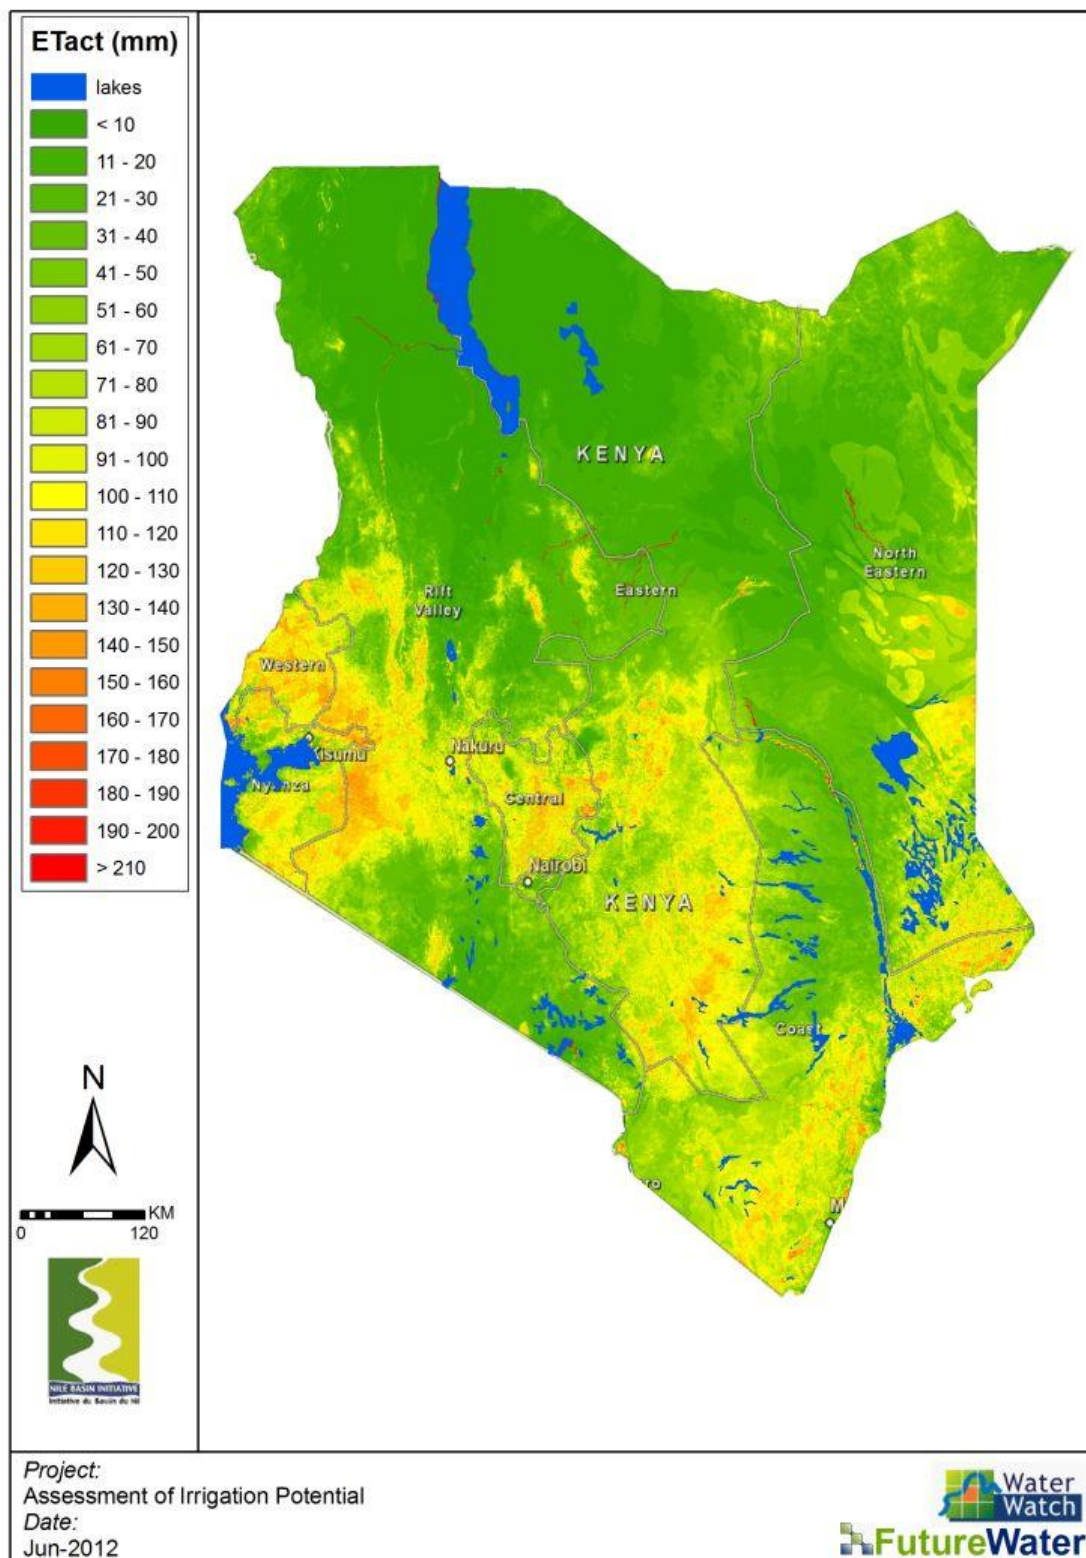 ETact (mm)
lakes
< 10
11 - 20
21 - 30
31 - 40
41 - 50
51 - 60
61 - 70
71 - 80
81 - 90
91 - 100
100 - 110
110 - 120
120 - 130
130 - 140
140 - 150
150 - 160
160 - 170
170 - 180
180 - 190
190 - 200
> 210
KENYA
North
Eastern
Rift
Valley
Eastern
Western
Kisumu
Nakuru
Central
Nairobi
KENYA
Coast
ro
M
N
KM
0 120
NILE BASIN INITIATIVE
Initiative du Bassin du Nil
Project:
Assessment of Irrigation Potential
Date:
Jun-2012
Water
Watch
FutureWater